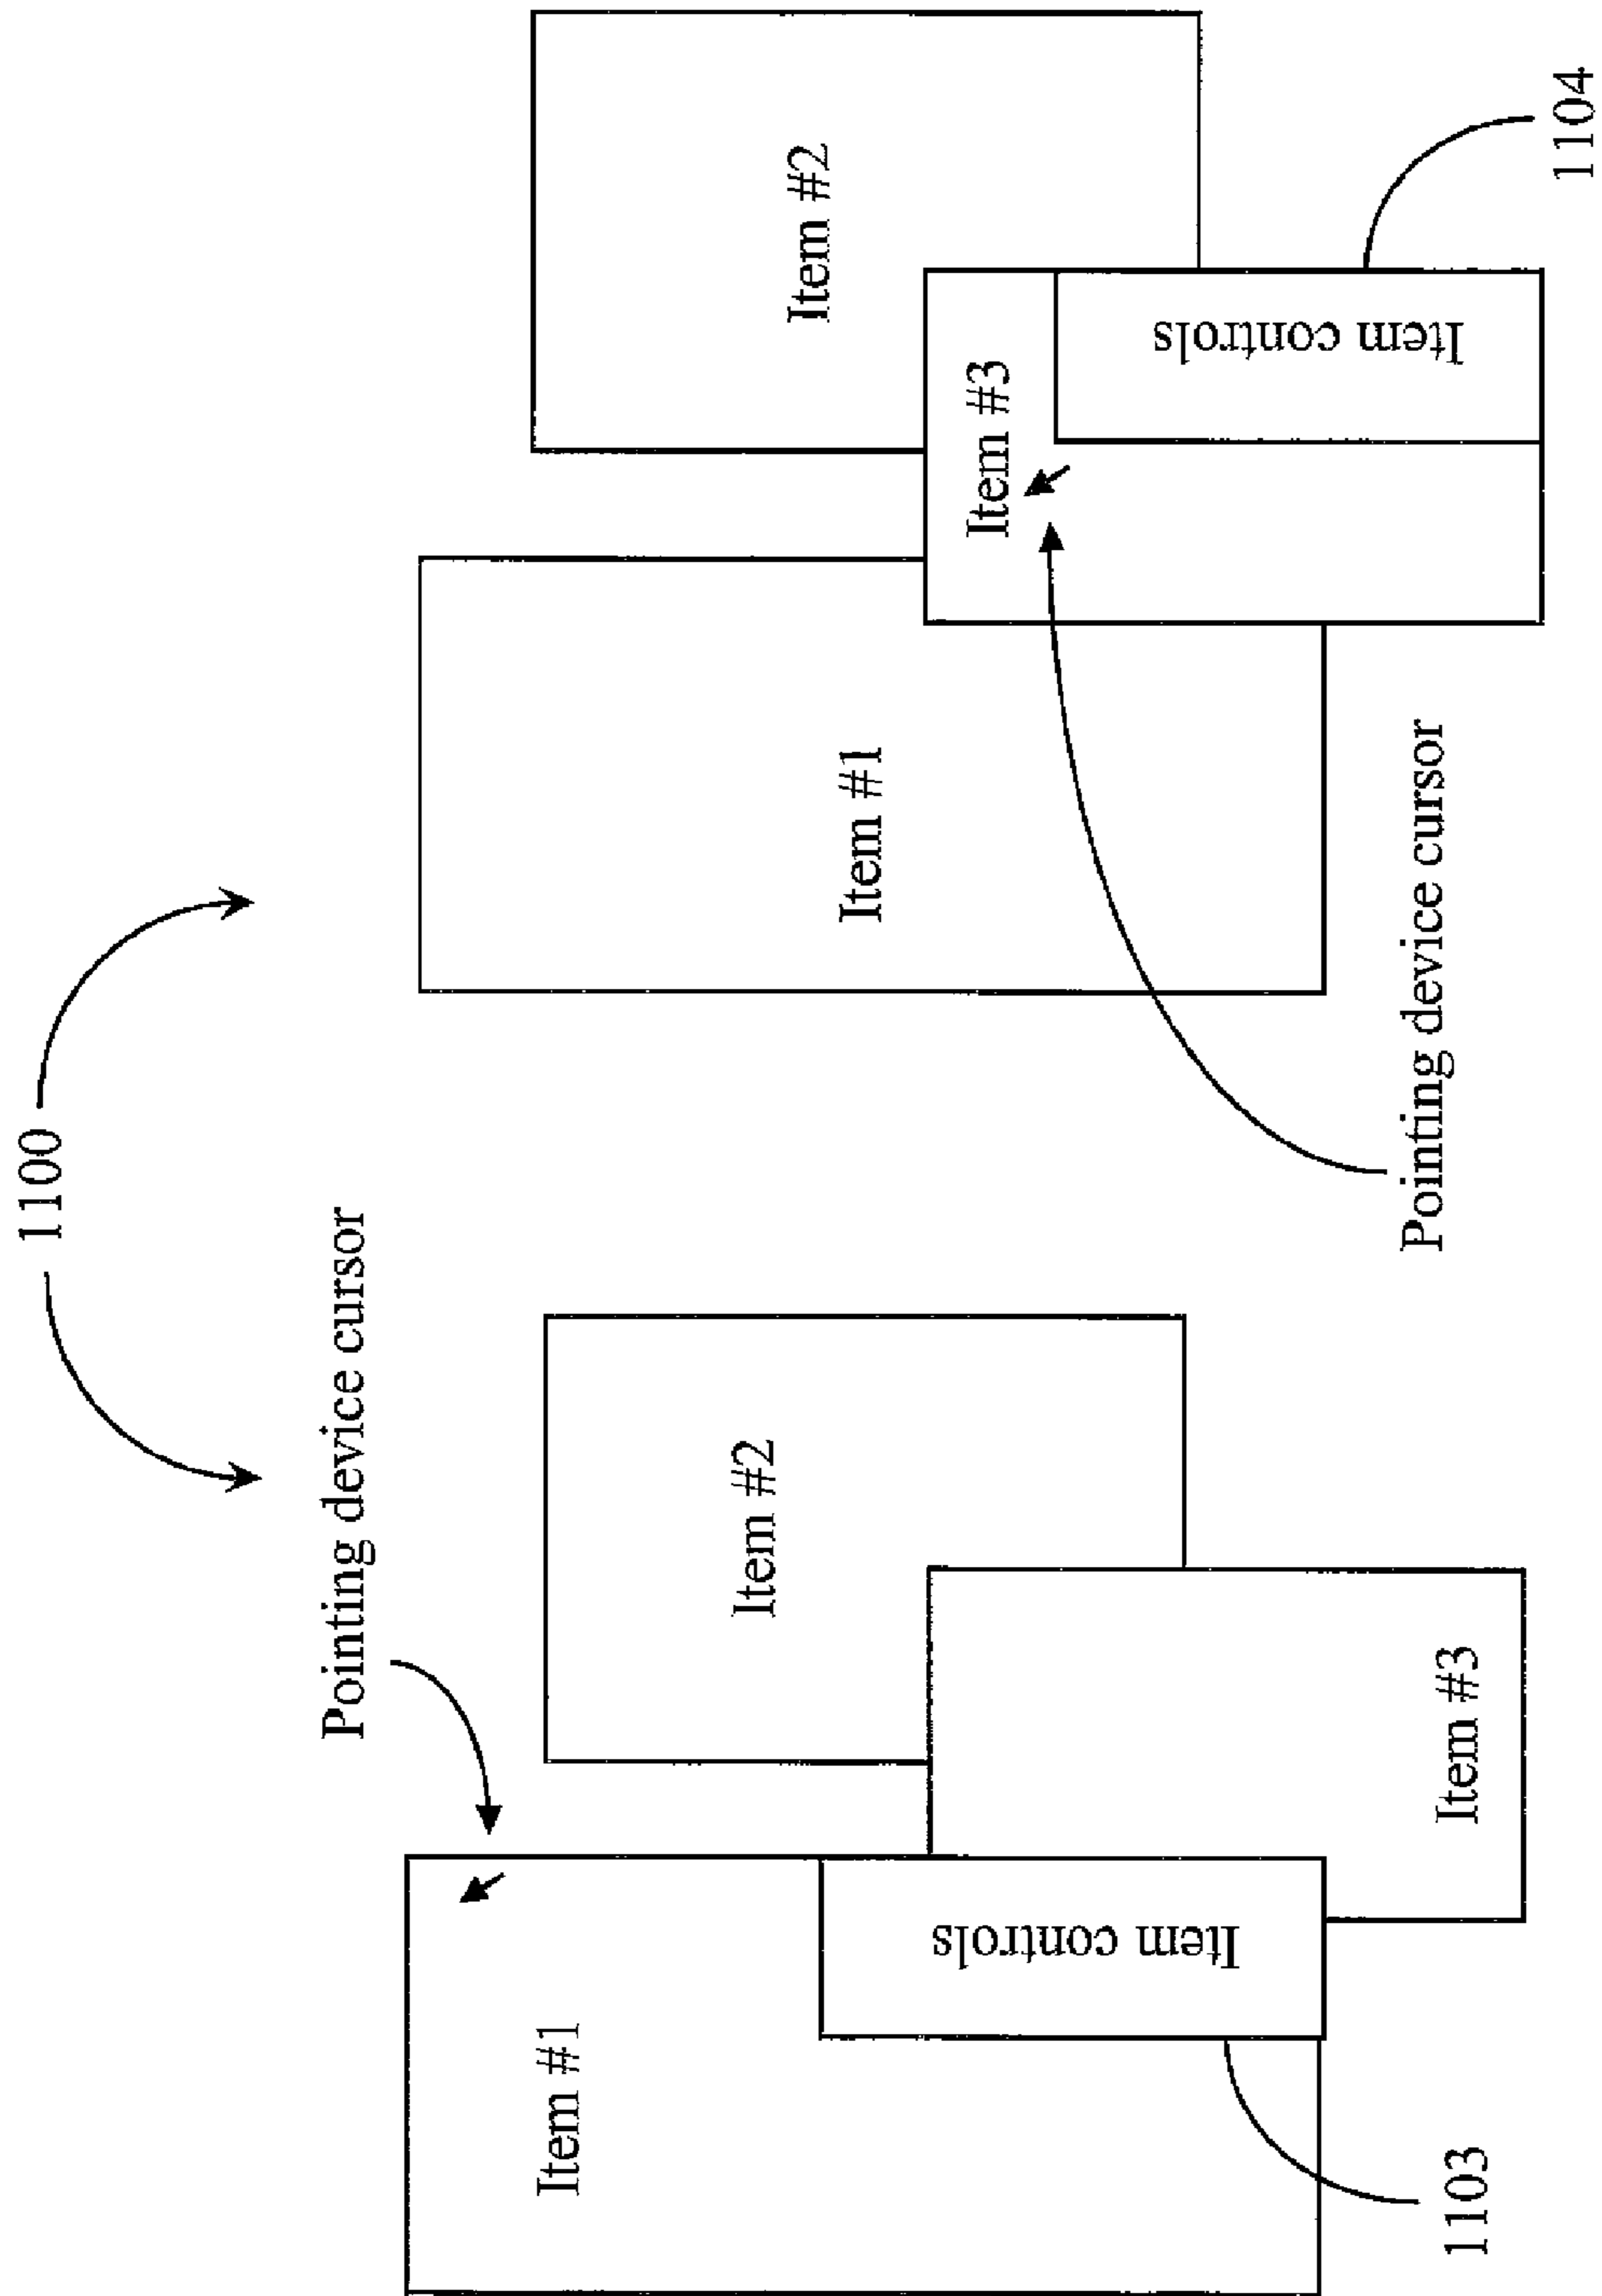 1100
Pointing device cursor
Item #1
Item #2
Item controls
Item #3
1103
Item #1
Item #2
Item #3
Item controls
Pointing device cursor
1104